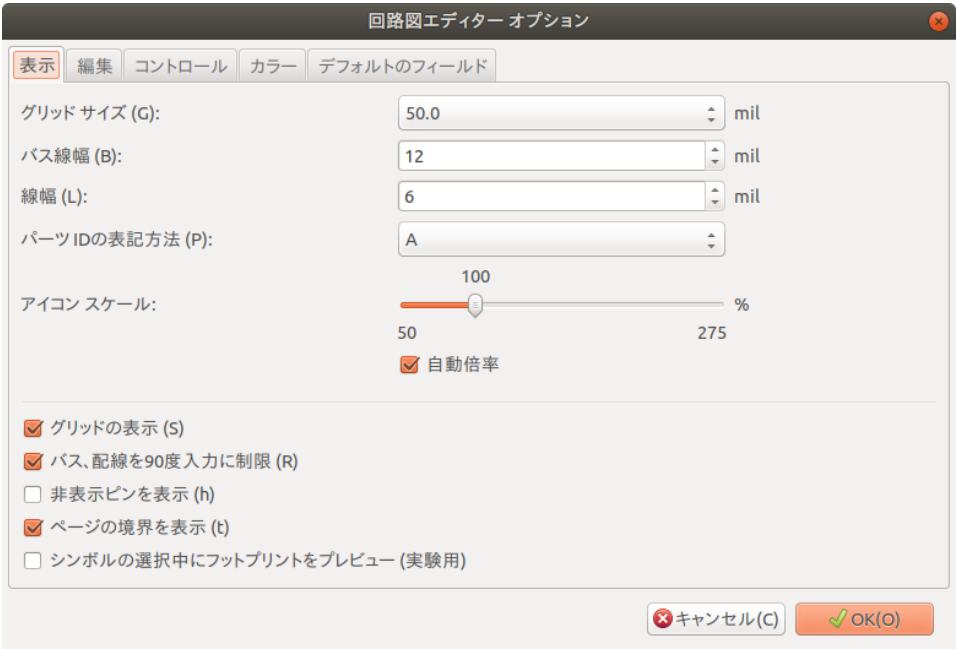 回路図エディター オプション
表示 編集 コントロール カラー デフォルトのフィールド
グリッド サイズ (G): 50.0 mil
バス線幅 (B): 12 mil
線幅 (L): 6 mil
パーツ IDの表記方法 (P): A
100
アイコン スケール: %
50 275
自動倍率
グリッドの表示 (S)
バス、配線を90度入力に制限 (R)
非表示ピンを表示 (h)
ページの境界を表示 (t)
シンボルの選択中にフットプリントをプレビュー (実験用)
キャンセル(C) OK(O)